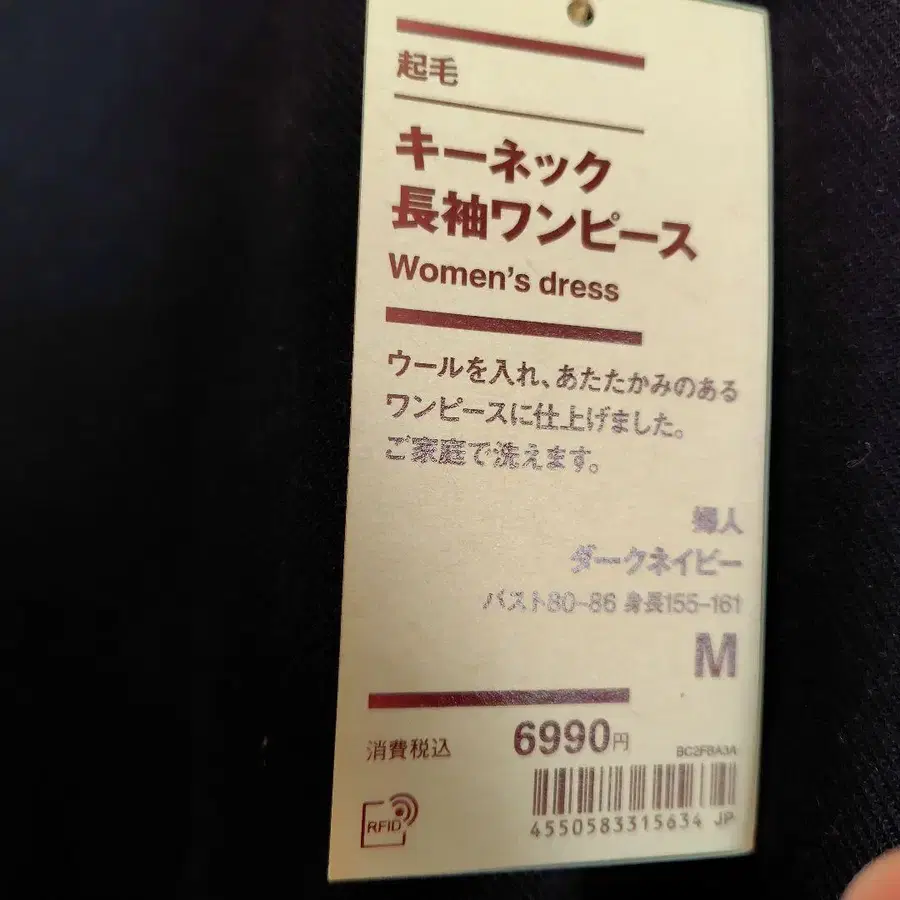 起毛
キーネック
長袖ワンピース
Women's dress
ウールを入れ、あたたかみのある
ワンピースに仕上げました。
ご家庭で洗えます。
婦人
ダークネイビー
バスト80-86 身長155-161
M
消費税込 6990円
BC2FBA3A
RFID
4550583315634 JP